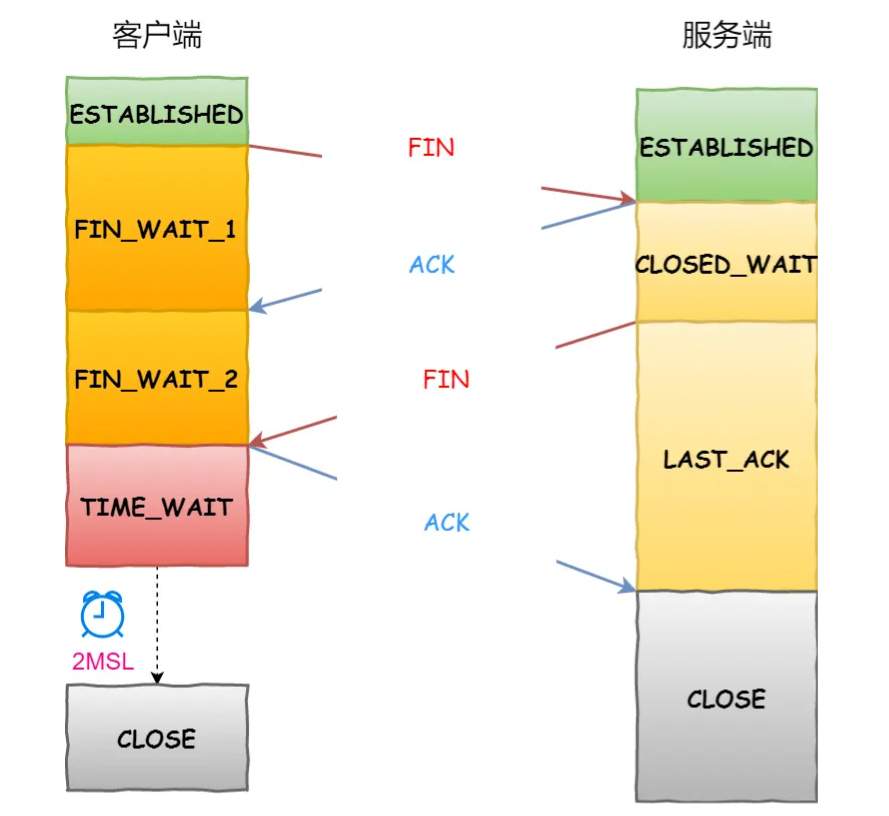 客户端
服务端
ESTABLISHED
FIN
ESTABLISHED
FIN_WAIT_1
ACK
CLOSED_WAIT
FIN_WAIT_2
FIN
LAST_ACK
TIME_WAIT
ACK
2MSL
CLOSE
CLOSE